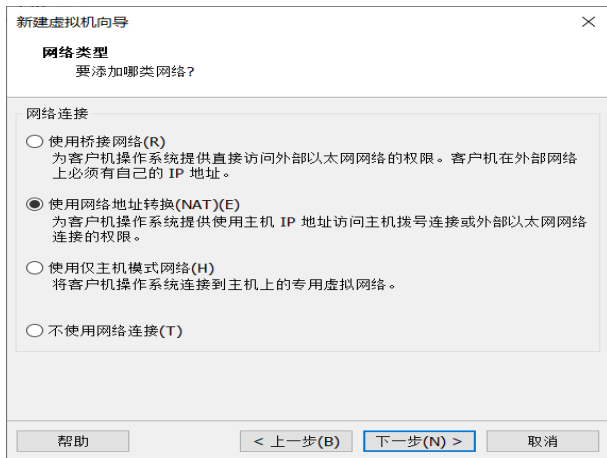 新建虚拟机向导
网络类型
要添加哪类网络?
网络连接
使用桥接网络(R)
为客户机操作系统提供直接访问外部以太网网络的权限。客户机在外部网络
上必须有自己的 IP 地址。
使用网络地址转换(NAT)(E)
为客户机操作系统提供使用主机 IP 地址访问主机拨号连接或外部以太网网络
连接的权限。
使用仅主机模式网络(H)
将客户机操作系统连接到主机上的专用虚拟网络。
不使用网络连接(T)
帮助
< 上一步(B)
下一步(N) >
取消